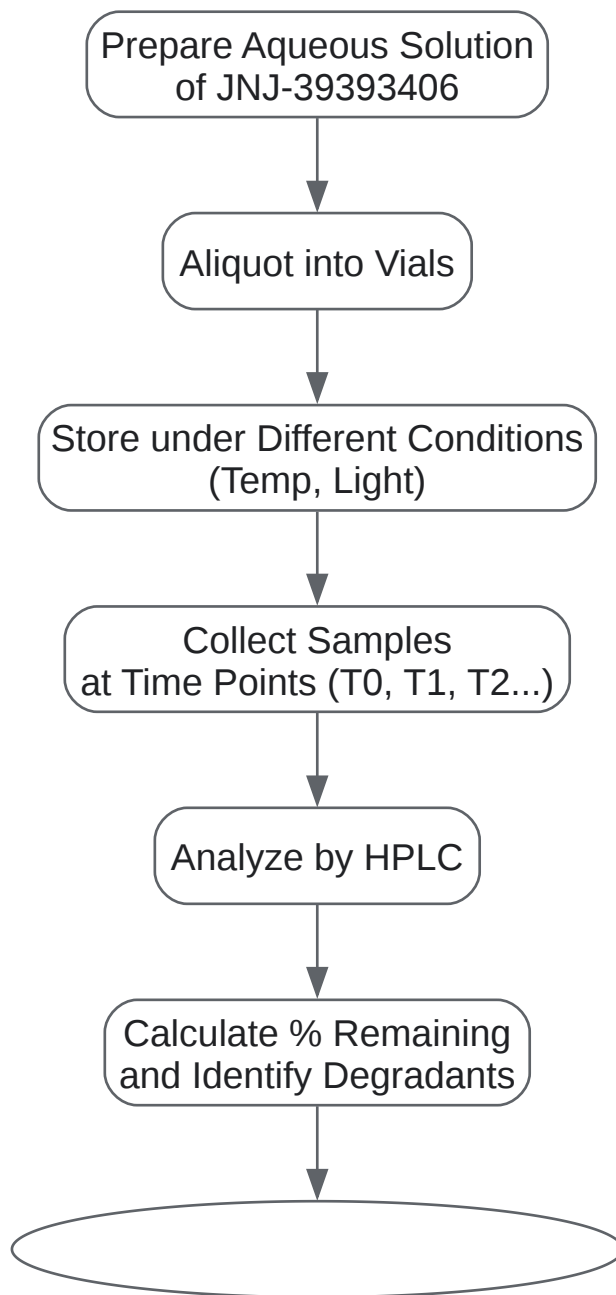 Prepare Aqueous Solution
of JNJ-39393406
Aliquot into Vials
Store under Different Conditions
(Temp, Light)
Collect Samples
at Time Points (T0, T1, T2...)
Analyze by HPLC
Calculate % Remaining
and Identify Degradants